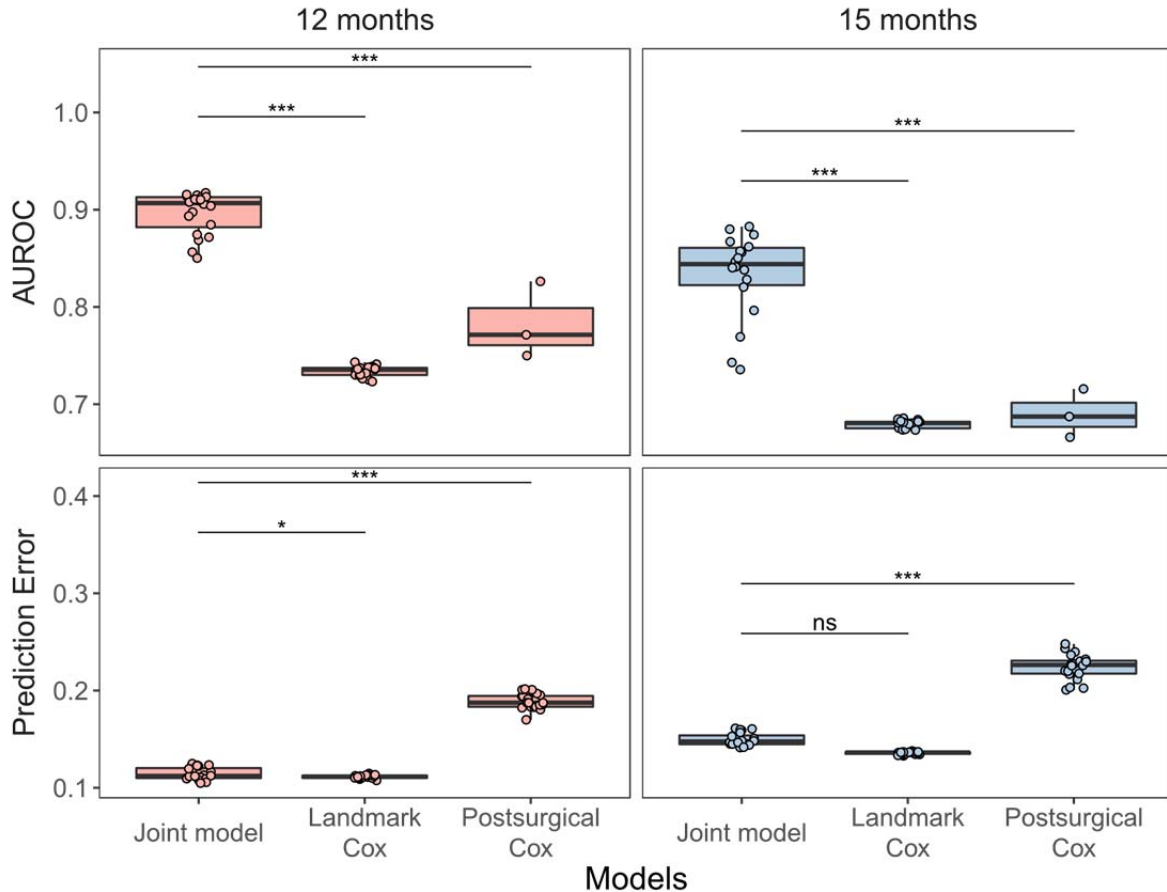 12 months
15 months
AUROC
1.0
0.9
0.8
0.7
***
***
***
***
Prediction Error
0.4
0.3
0.2
0.1
***
*
***
ns
Joint model
Landmark
Cox
Postsurgical
Cox
Joint model
Landmark
Cox
Postsurgical
Cox
Models